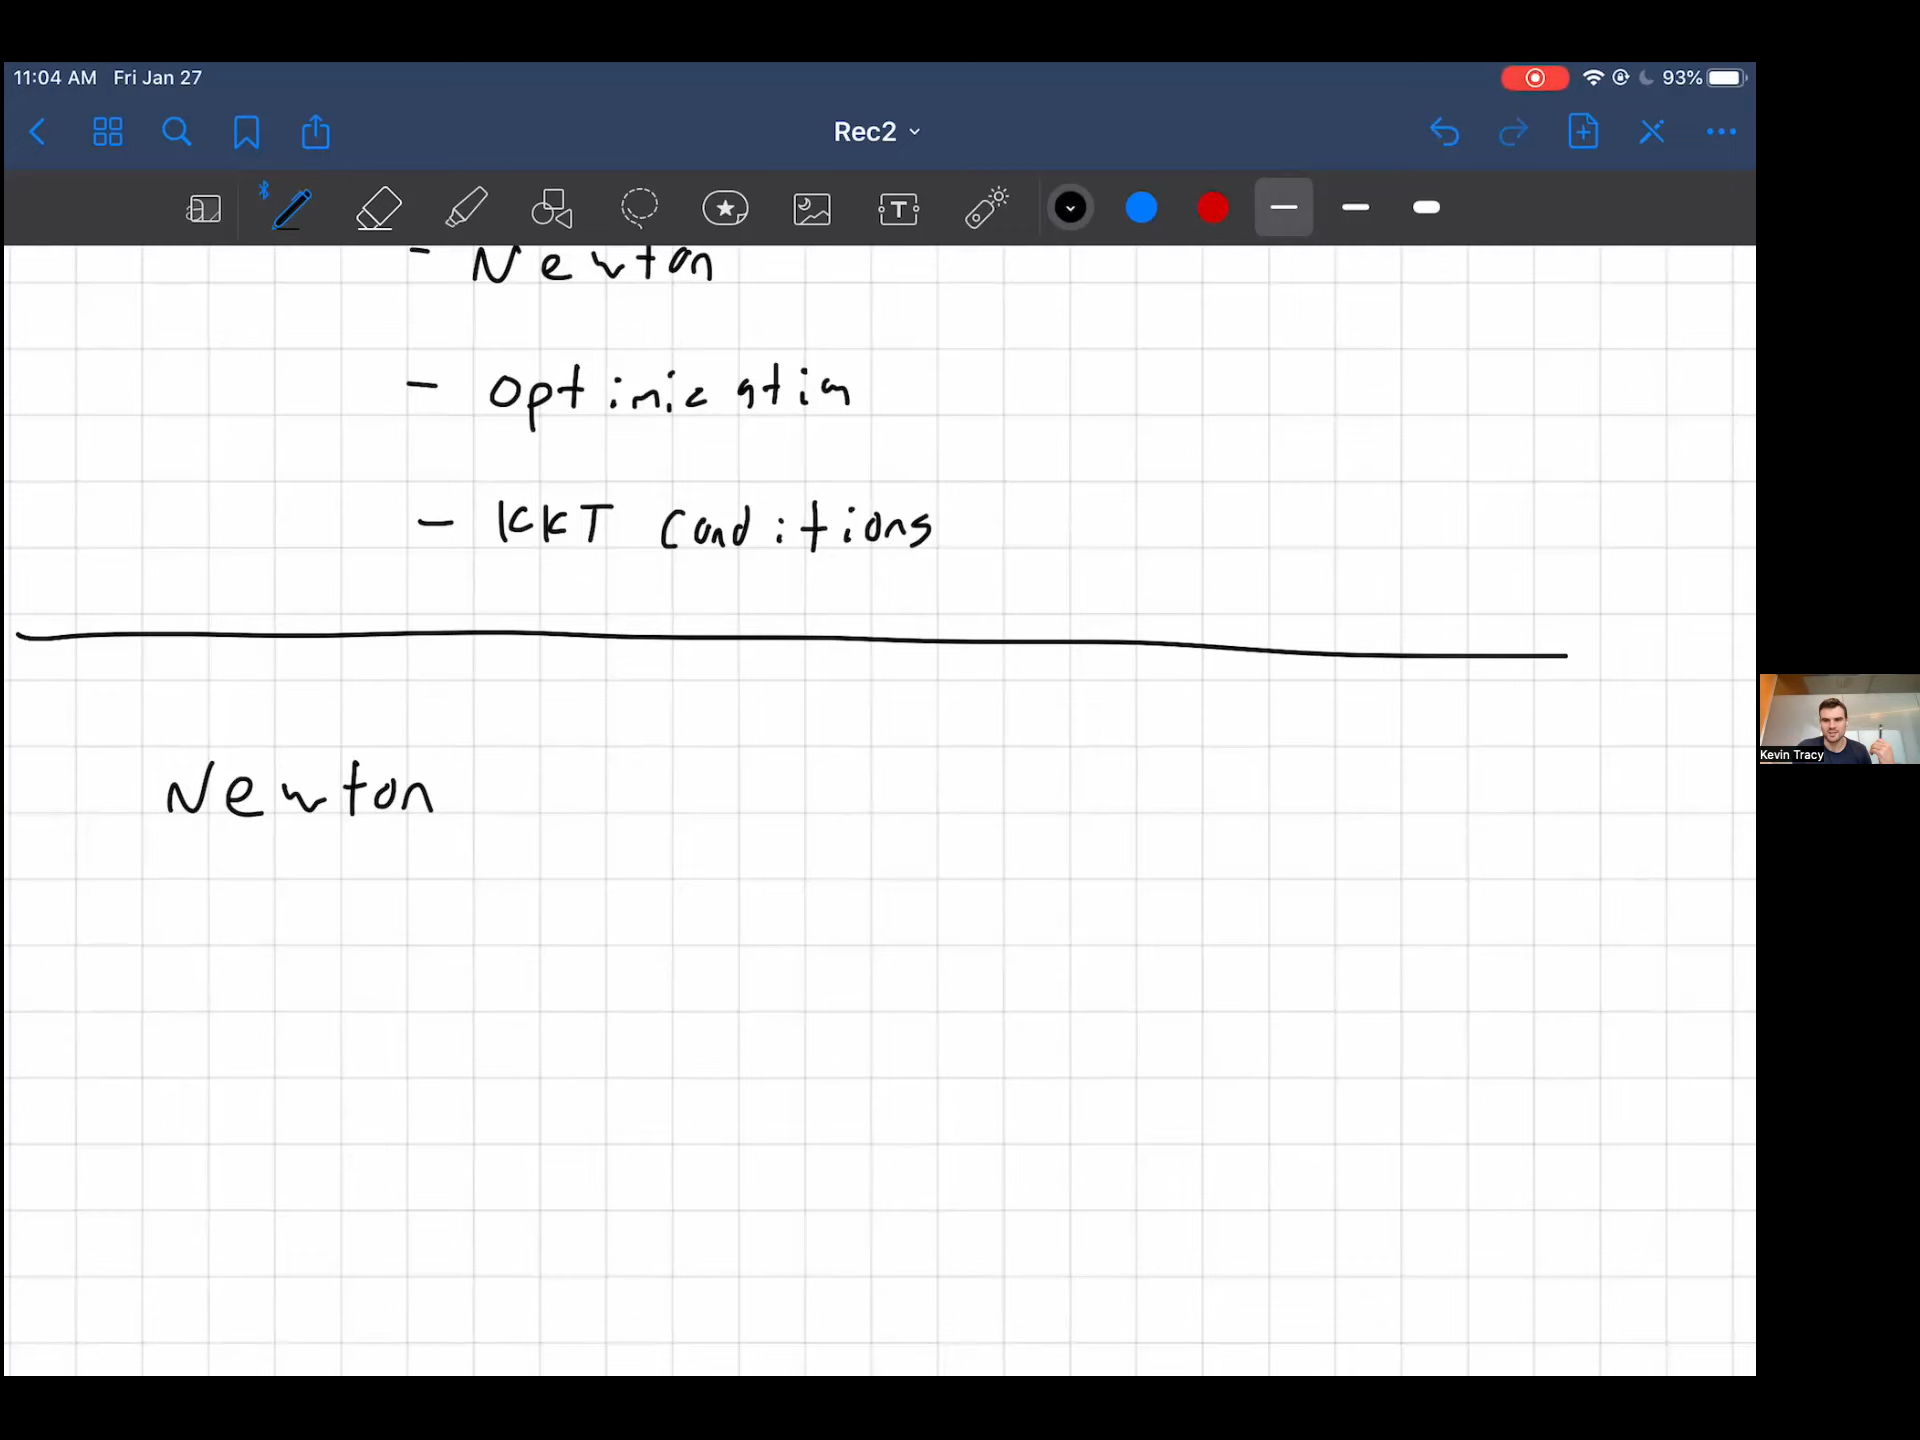 11:04 AM Fri Jan 27
93%
Rec2
T
- Newton
- Optimization
- KKT Conditions
Newton
Kevin Tracy